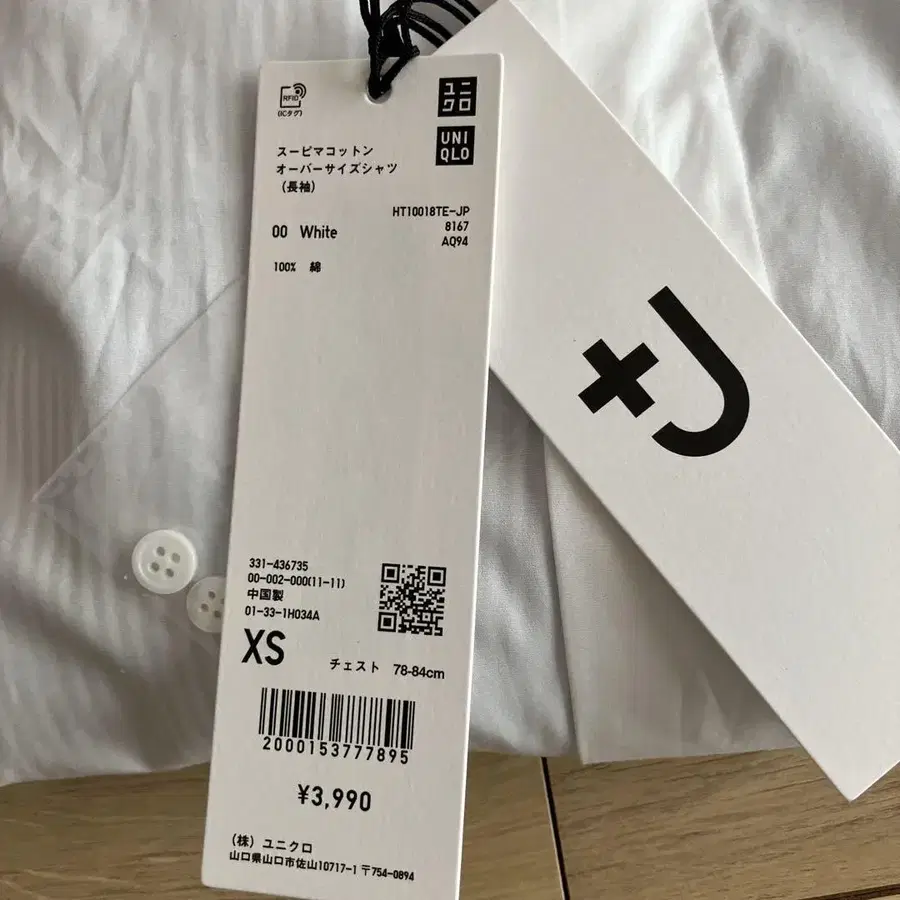 RFID
(ICタグ)
ユニ
クロ
UNI
QLO
スーピマコットン
オーバーサイズシャツ
(長袖)
HT10018TE-JP
8167
AQ94
00 White
100% 綿
+J
331-436735
00-002-000(11-11)
中国製
01-33-1H034A
XS
チェスト 78-84cm
2000153777895
¥3,990
(株) ユニクロ
山口県山口市佐山10717-1 〒754-0894